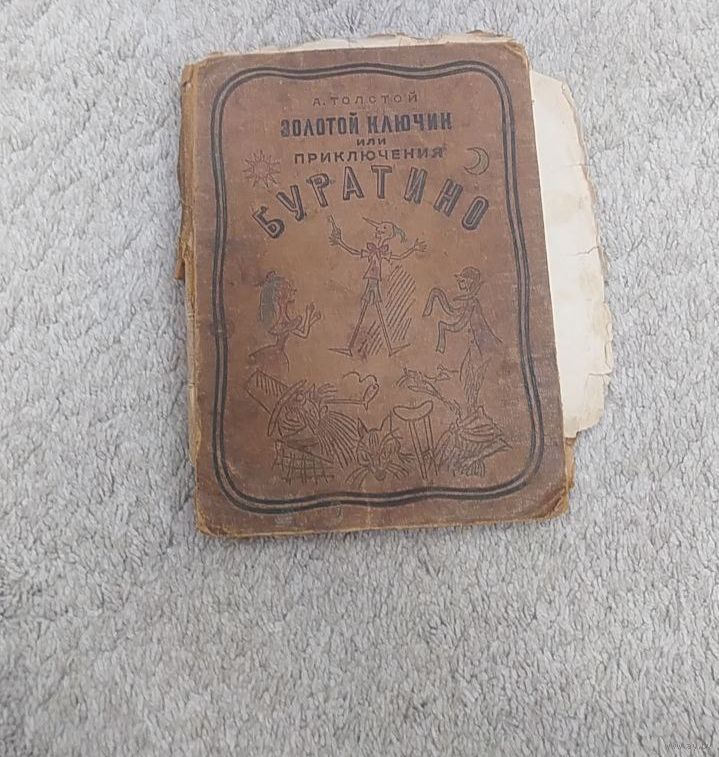 А. ТОЛСТОЙ
ЗОЛОТОЙ КЛЮЧИК
ИЛИ
ПРИКЛЮЧЕНИЯ
БУРАТИНО